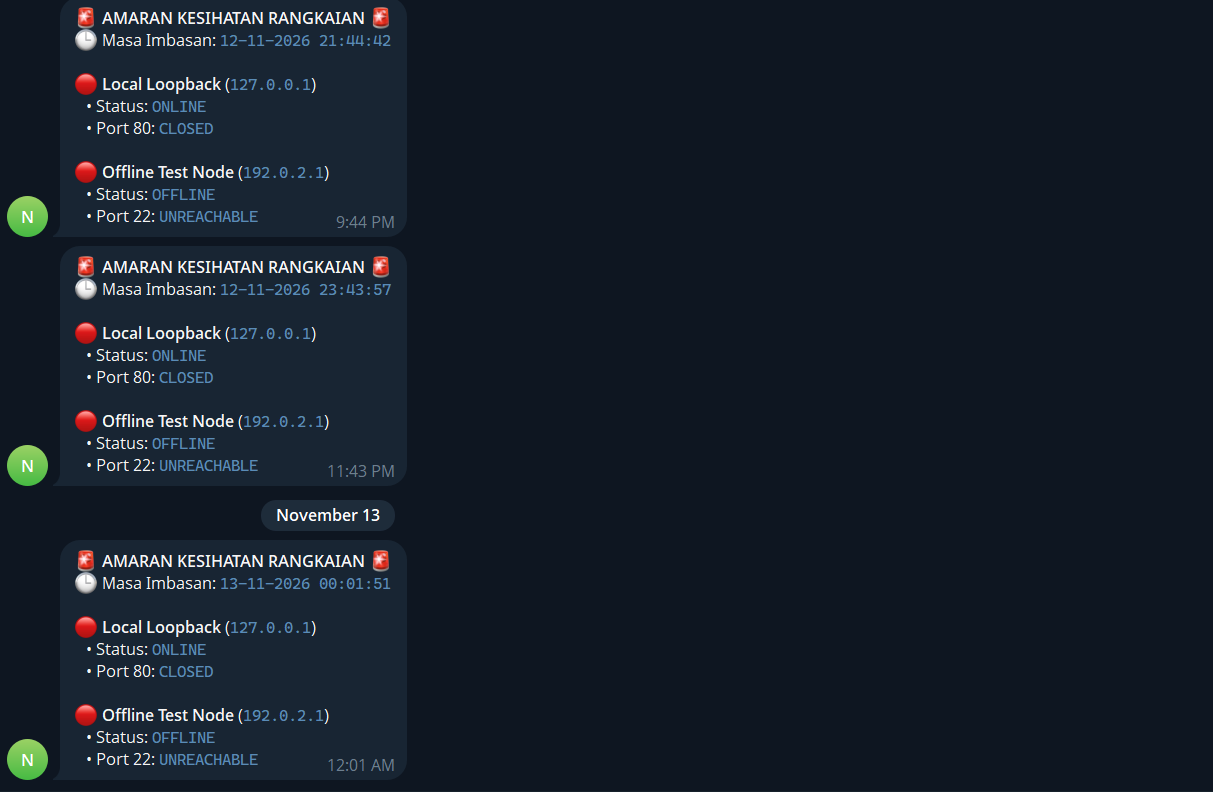 🚨 AMARAN KESIHATAN RANGKAIAN 🚨
🕒 Masa Imbasan: 12-11-2026 21:44:42
🔴 Local Loopback (127.0.0.1)
• Status: ONLINE
• Port 80: CLOSED
🔴 Offline Test Node (192.0.2.1)
• Status: OFFLINE
• Port 22: UNREACHABLE
9:44 PM
N
🚨 AMARAN KESIHATAN RANGKAIAN 🚨
🕒 Masa Imbasan: 12-11-2026 23:43:57
🔴 Local Loopback (127.0.0.1)
• Status: ONLINE
• Port 80: CLOSED
🔴 Offline Test Node (192.0.2.1)
• Status: OFFLINE
• Port 22: UNREACHABLE
11:43 PM
N
November 13
🚨 AMARAN KESIHATAN RANGKAIAN 🚨
🕒 Masa Imbasan: 13-11-2026 00:01:51
🔴 Local Loopback (127.0.0.1)
• Status: ONLINE
• Port 80: CLOSED
🔴 Offline Test Node (192.0.2.1)
• Status: OFFLINE
• Port 22: UNREACHABLE
12:01 AM
N